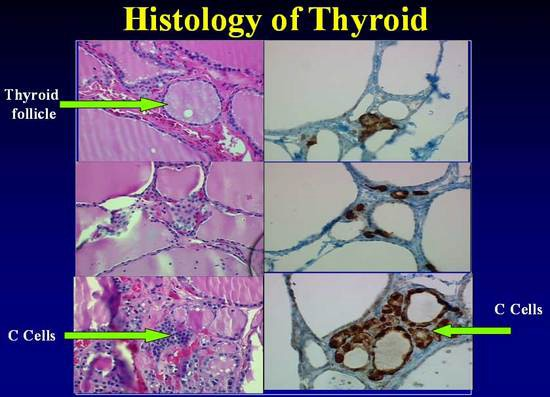 Histology of Thyroid
Thyroid
follicle
C Cells
C Cells